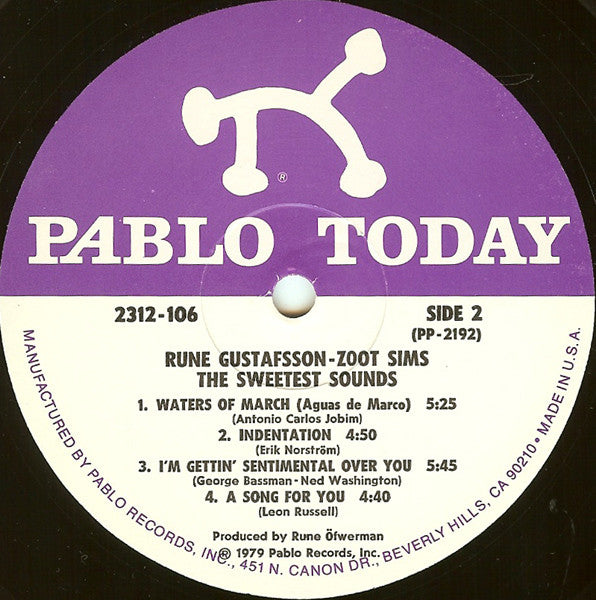 ®
PABLO TODAY
2312-106
SIDE 2
(PP-2192)
RUNE GUSTAFSSON-ZOOT SIMS
THE SWEETEST SOUNDS
1. WATERS OF MARCH (Aguas de Marco) 5:25
(Antonio Carlos Jobim)
2. INDENTATION 4:50
(Erik Norström)
3. I'M GETTIN' SENTIMENTAL OVER YOU 5:45
(George Bassman-Ned Washington)
4. A SONG FOR YOU 4:40
(Leon Russell)
Produced by Rune Öfwerman
℗ 1979 Pablo Records, Inc.
MANUFACTURED BY PABLO RECORDS, INC., 451 N. CANON DR., BEVERLY HILLS, CA 90210 • MADE IN U.S.A.